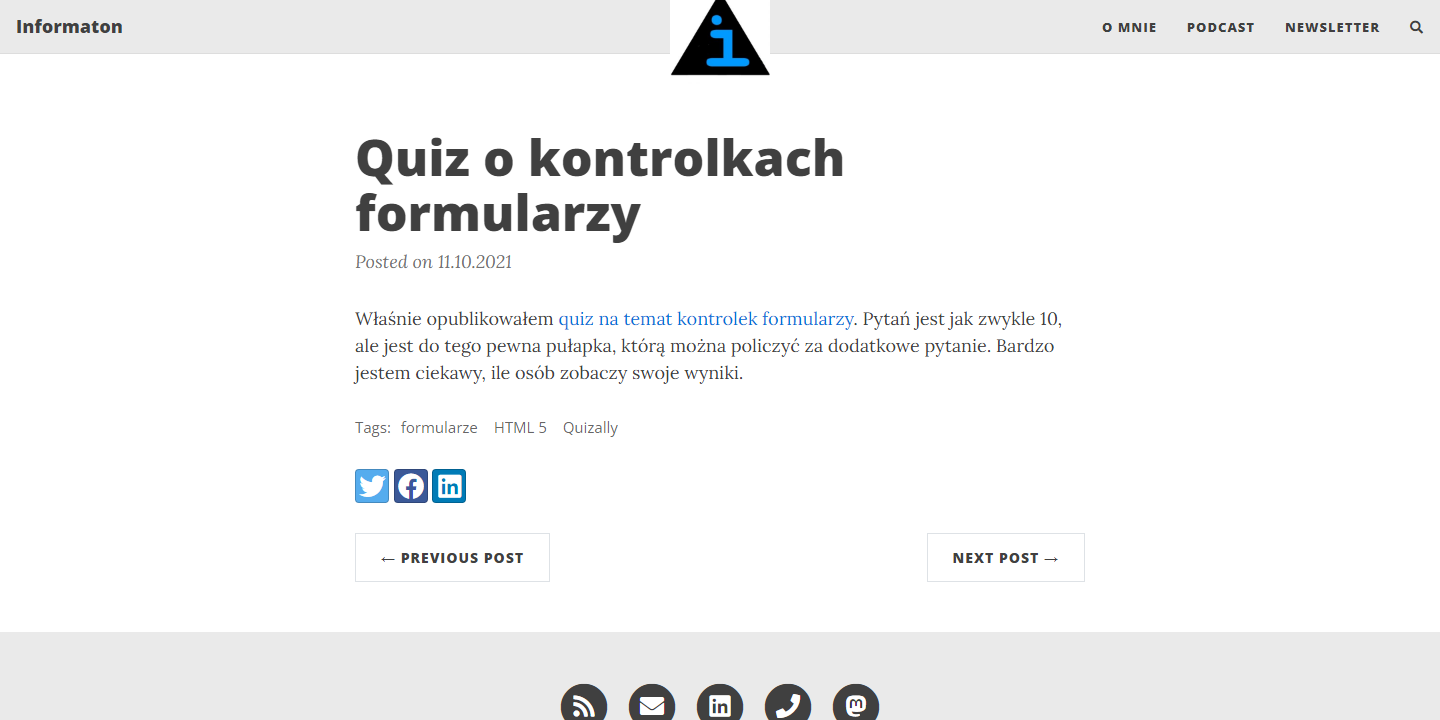 Informaton
O MNIE
PODCAST
NEWSLETTER
Quiz o kontrolkach
formularzy
Posted on 11.10.2021
Właśnie opublikowałem quiz na temat kontrolek formularzy. Pytań jest jak zwykle 10,
ale jest do tego pewna pułapka, którą można policzyć za dodatkowe pytanie. Bardzo
jestem ciekawy, ile osób zobaczy swoje wyniki.
Tags: formularze HTML 5 Quizally
← PREVIOUS POST
NEXT POST →